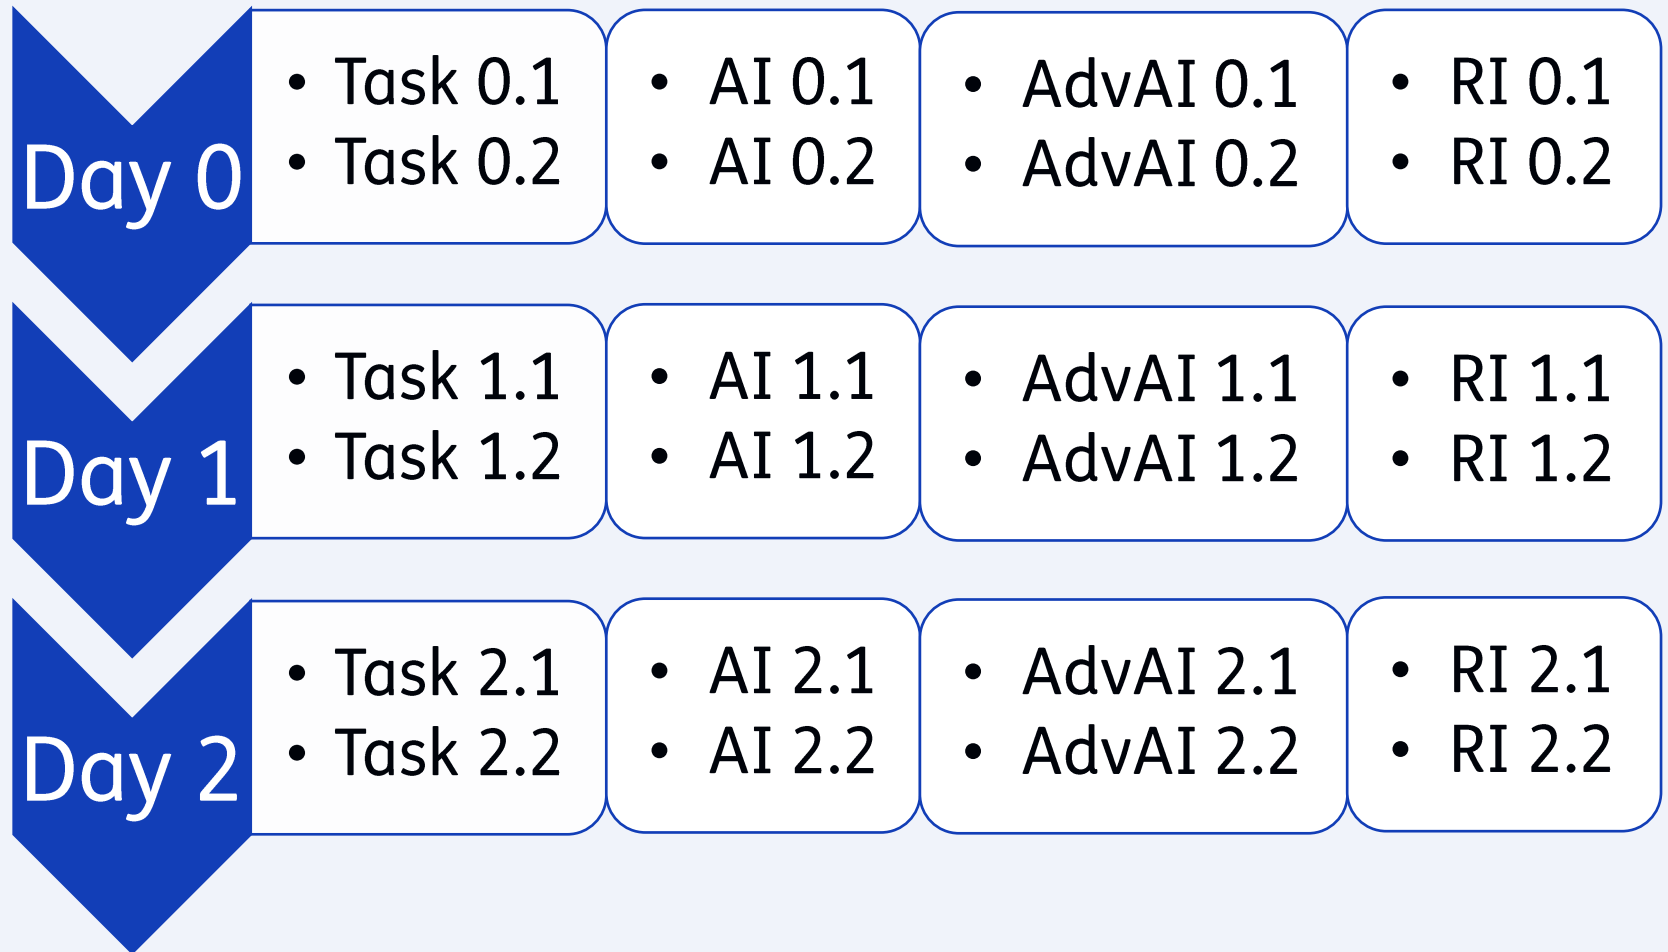 Day 0
• Task 0.1
• Task 0.2
• AI 0.1
• AI 0.2
• AdvAI 0.1
• AdvAI 0.2
• RI 0.1
• RI 0.2
Day 1
• Task 1.1
• Task 1.2
• AI 1.1
• AI 1.2
• AdvAI 1.1
• AdvAI 1.2
• RI 1.1
• RI 1.2
Day 2
• Task 2.1
• Task 2.2
• AI 2.1
• AI 2.2
• AdvAI 2.1
• AdvAI 2.2
• RI 2.1
• RI 2.2